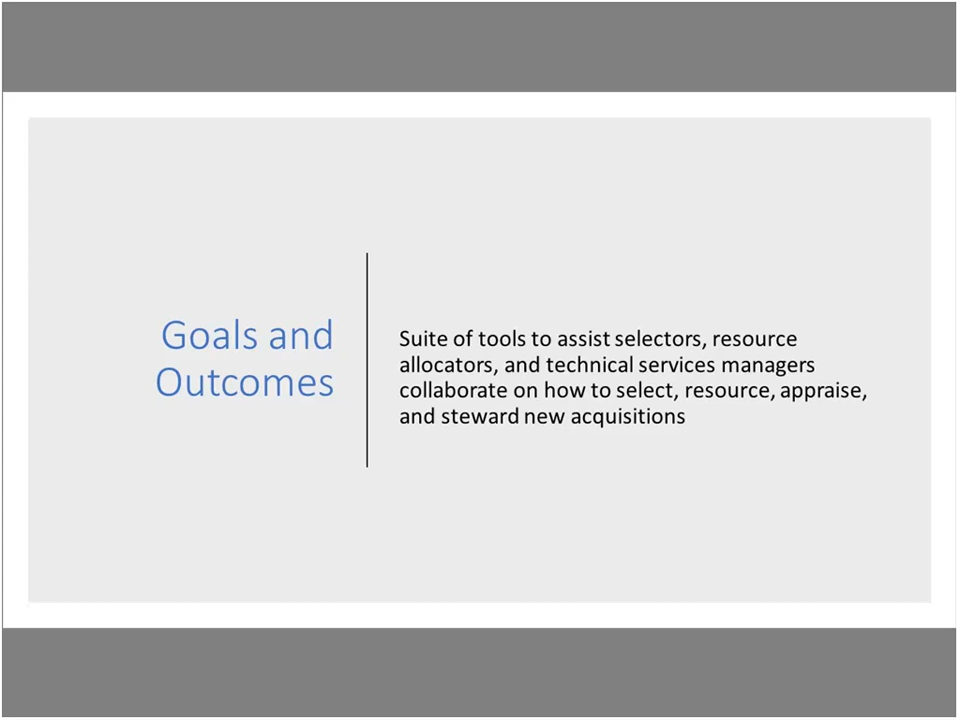 Goals and
Outcomes
Suite of tools to assist selectors, resource
allocators, and technical services managers
collaborate on how to select, resource, appraise,
and steward new acquisitions